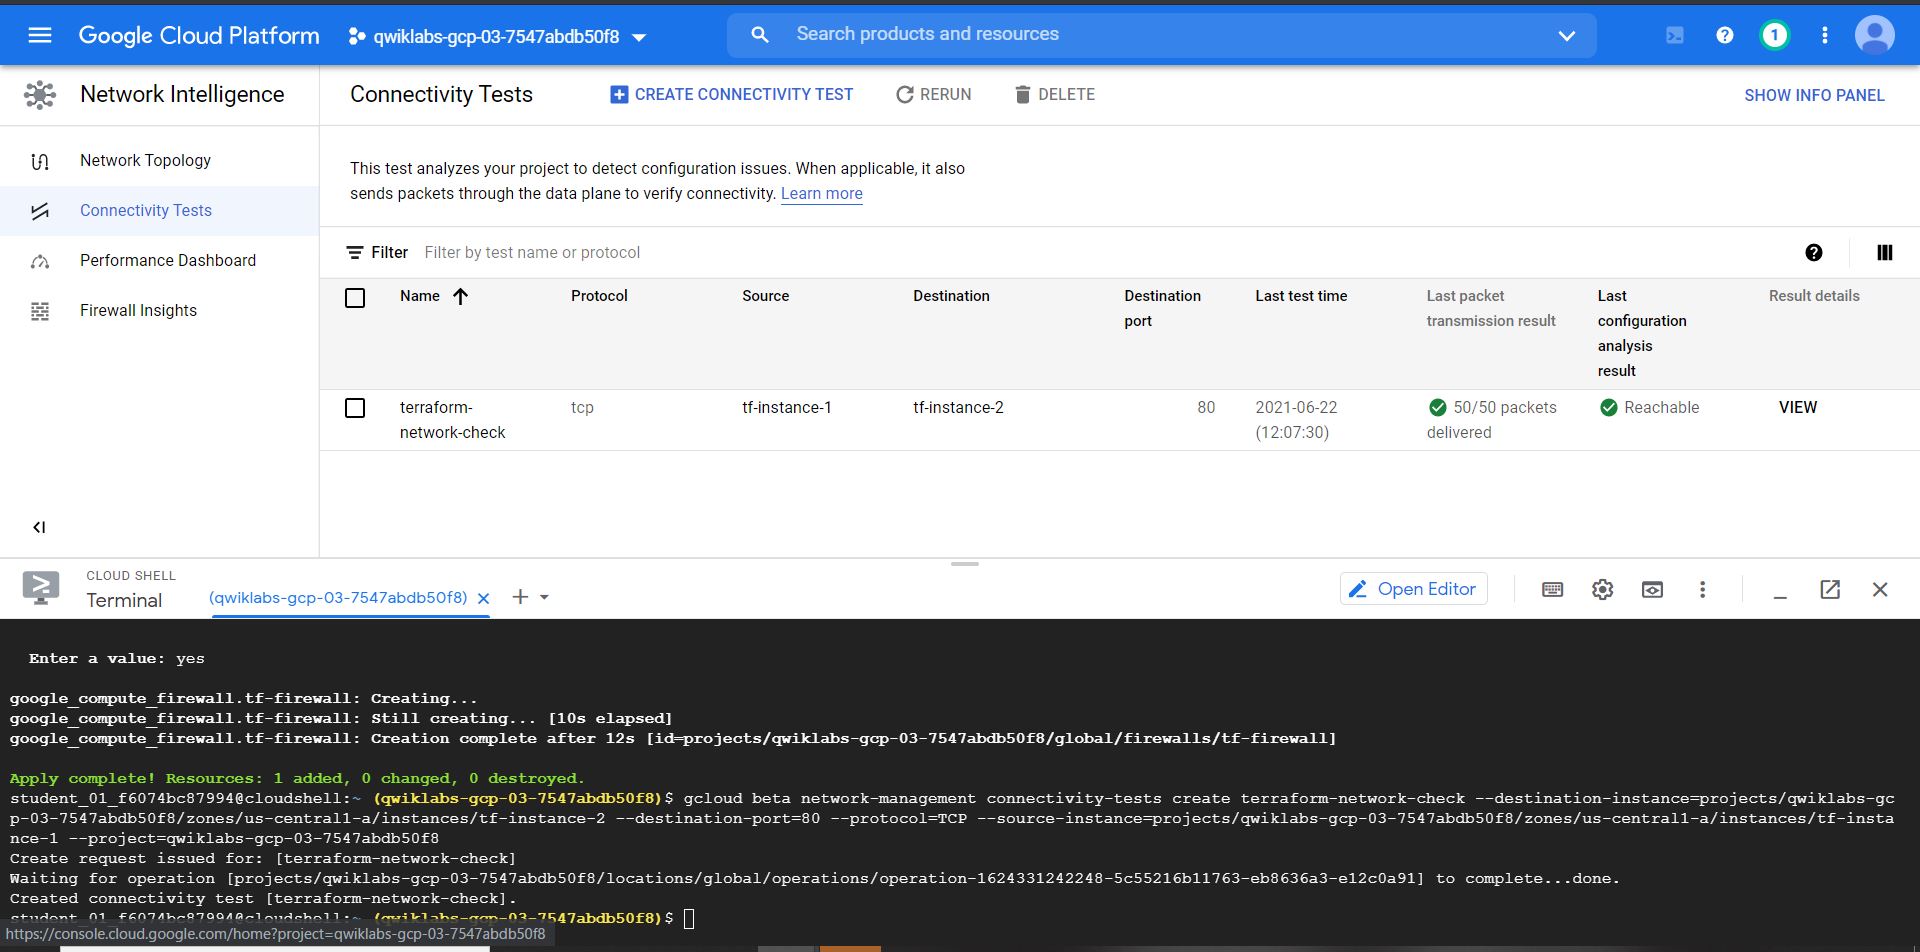 Google Cloud Platform
qwiklabs-gcp-03-7547abdb50f8
Search products and resources
?
1
Network Intelligence
Connectivity Tests
CREATE CONNECTIVITY TEST
RERUN
DELETE
SHOW INFO PANEL
Network Topology
Connectivity Tests
Performance Dashboard
Firewall Insights
This test analyzes your project to detect configuration issues. When applicable, it also
sends packets through the data plane to verify connectivity. Learn more
Filter Filter by test name or protocol
Name Protocol Source Destination Destination port Last test time Last packet transmission result Last configuration analysis result Result details
terraform-network-check tcp tf-instance-1 tf-instance-2 80 2021-06-22 (12:07:30) 50/50 packets delivered Reachable VIEW
CLOUD SHELL
Terminal
(qwiklabs-gcp-03-7547abdb50f8)
Open Editor
Enter a value: yes
google_compute_firewall.tf-firewall: Creating...
google_compute_firewall.tf-firewall: Still creating... [10s elapsed]
google_compute_firewall.tf-firewall: Creation complete after 12s [id=projects/qwiklabs-gcp-03-7547abdb50f8/global/firewalls/tf-firewall]
Apply complete! Resources: 1 added, 0 changed, 0 destroyed.
student_01_f6074bc87994@cloudshell:~ (qwiklabs-gcp-03-7547abdb50f8)$ gcloud beta network-management connectivity-tests create terraform-network-check --destination-instance=projects/qwiklabs-gc
p-03-7547abdb50f8/zones/us-central1-a/instances/tf-instance-2 --destination-port=80 --protocol=TCP --source-instance=projects/qwiklabs-gcp-03-7547abdb50f8/zones/us-central1-a/instances/tf-insta
nce-1 --project=qwiklabs-gcp-03-7547abdb50f8
Create request issued for: [terraform-network-check]
Waiting for operation [projects/qwiklabs-gcp-03-7547abdb50f8/locations/global/operations/operation-1624331242248-5c55216b11763-eb8636a3-e12c0a91] to complete...done.
Created connectivity test [terraform-network-check].
student_01_f6074bc87994@cloudshell:~ (qwiklabs-gcp-03-7547abdb50f8)$
https://console.cloud.google.com/home?project=qwiklabs-gcp-03-7547abdb50f8